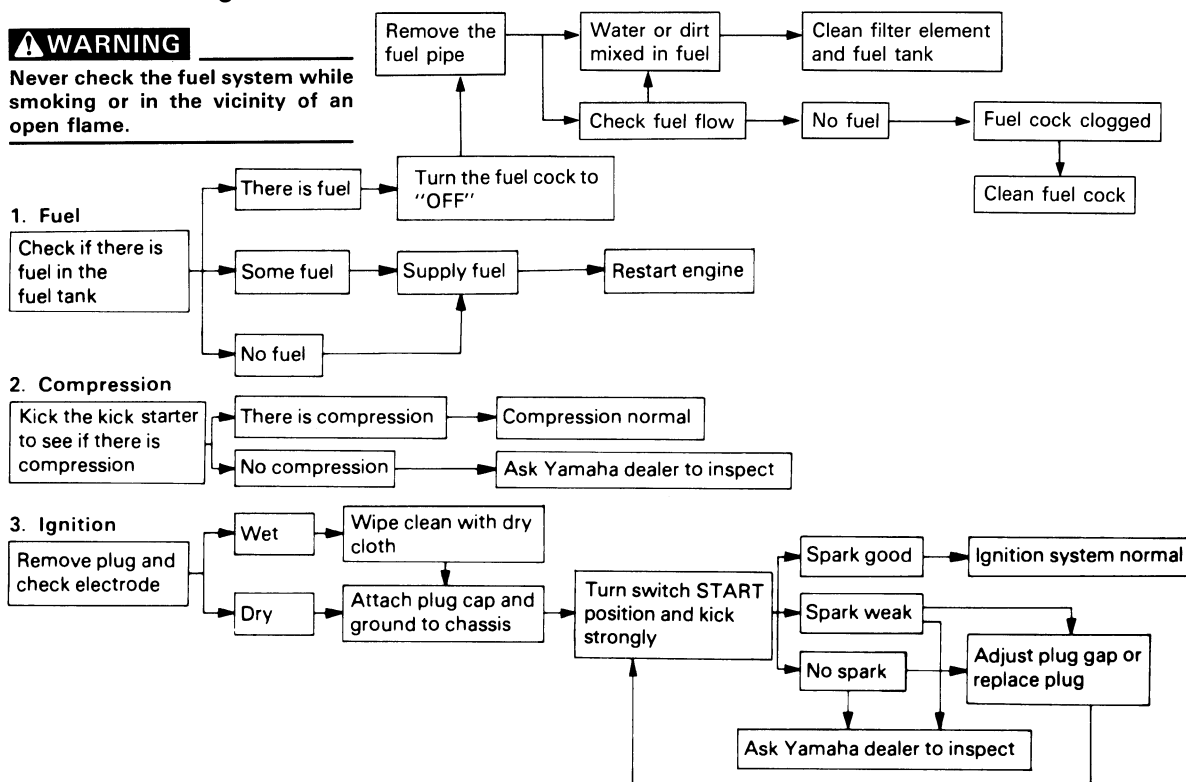 WARNING
Never check the fuel system while
smoking or in the vicinity of an
open flame.
Remove the
fuel pipe
Water or dirt
mixed in fuel
Clean filter element
and fuel tank
Check fuel flow
No fuel
Fuel cock clogged
Clean fuel cock
There is fuel
Turn the fuel cock to
"OFF"
1. Fuel
Check if there is
fuel in the
fuel tank
Some fuel
Supply fuel
Restart engine
No fuel
2. Compression
Kick the kick starter
to see if there is
compression
There is compression
Compression normal
No compression
Ask Yamaha dealer to inspect
3. Ignition
Remove plug and
check electrode
Wet
Wipe clean with dry
cloth
Dry
Attach plug cap and
ground to chassis
Turn switch START
position and kick
strongly
Spark good
Ignition system normal
Spark weak
No spark
Adjust plug gap or
replace plug
Ask Yamaha dealer to inspect